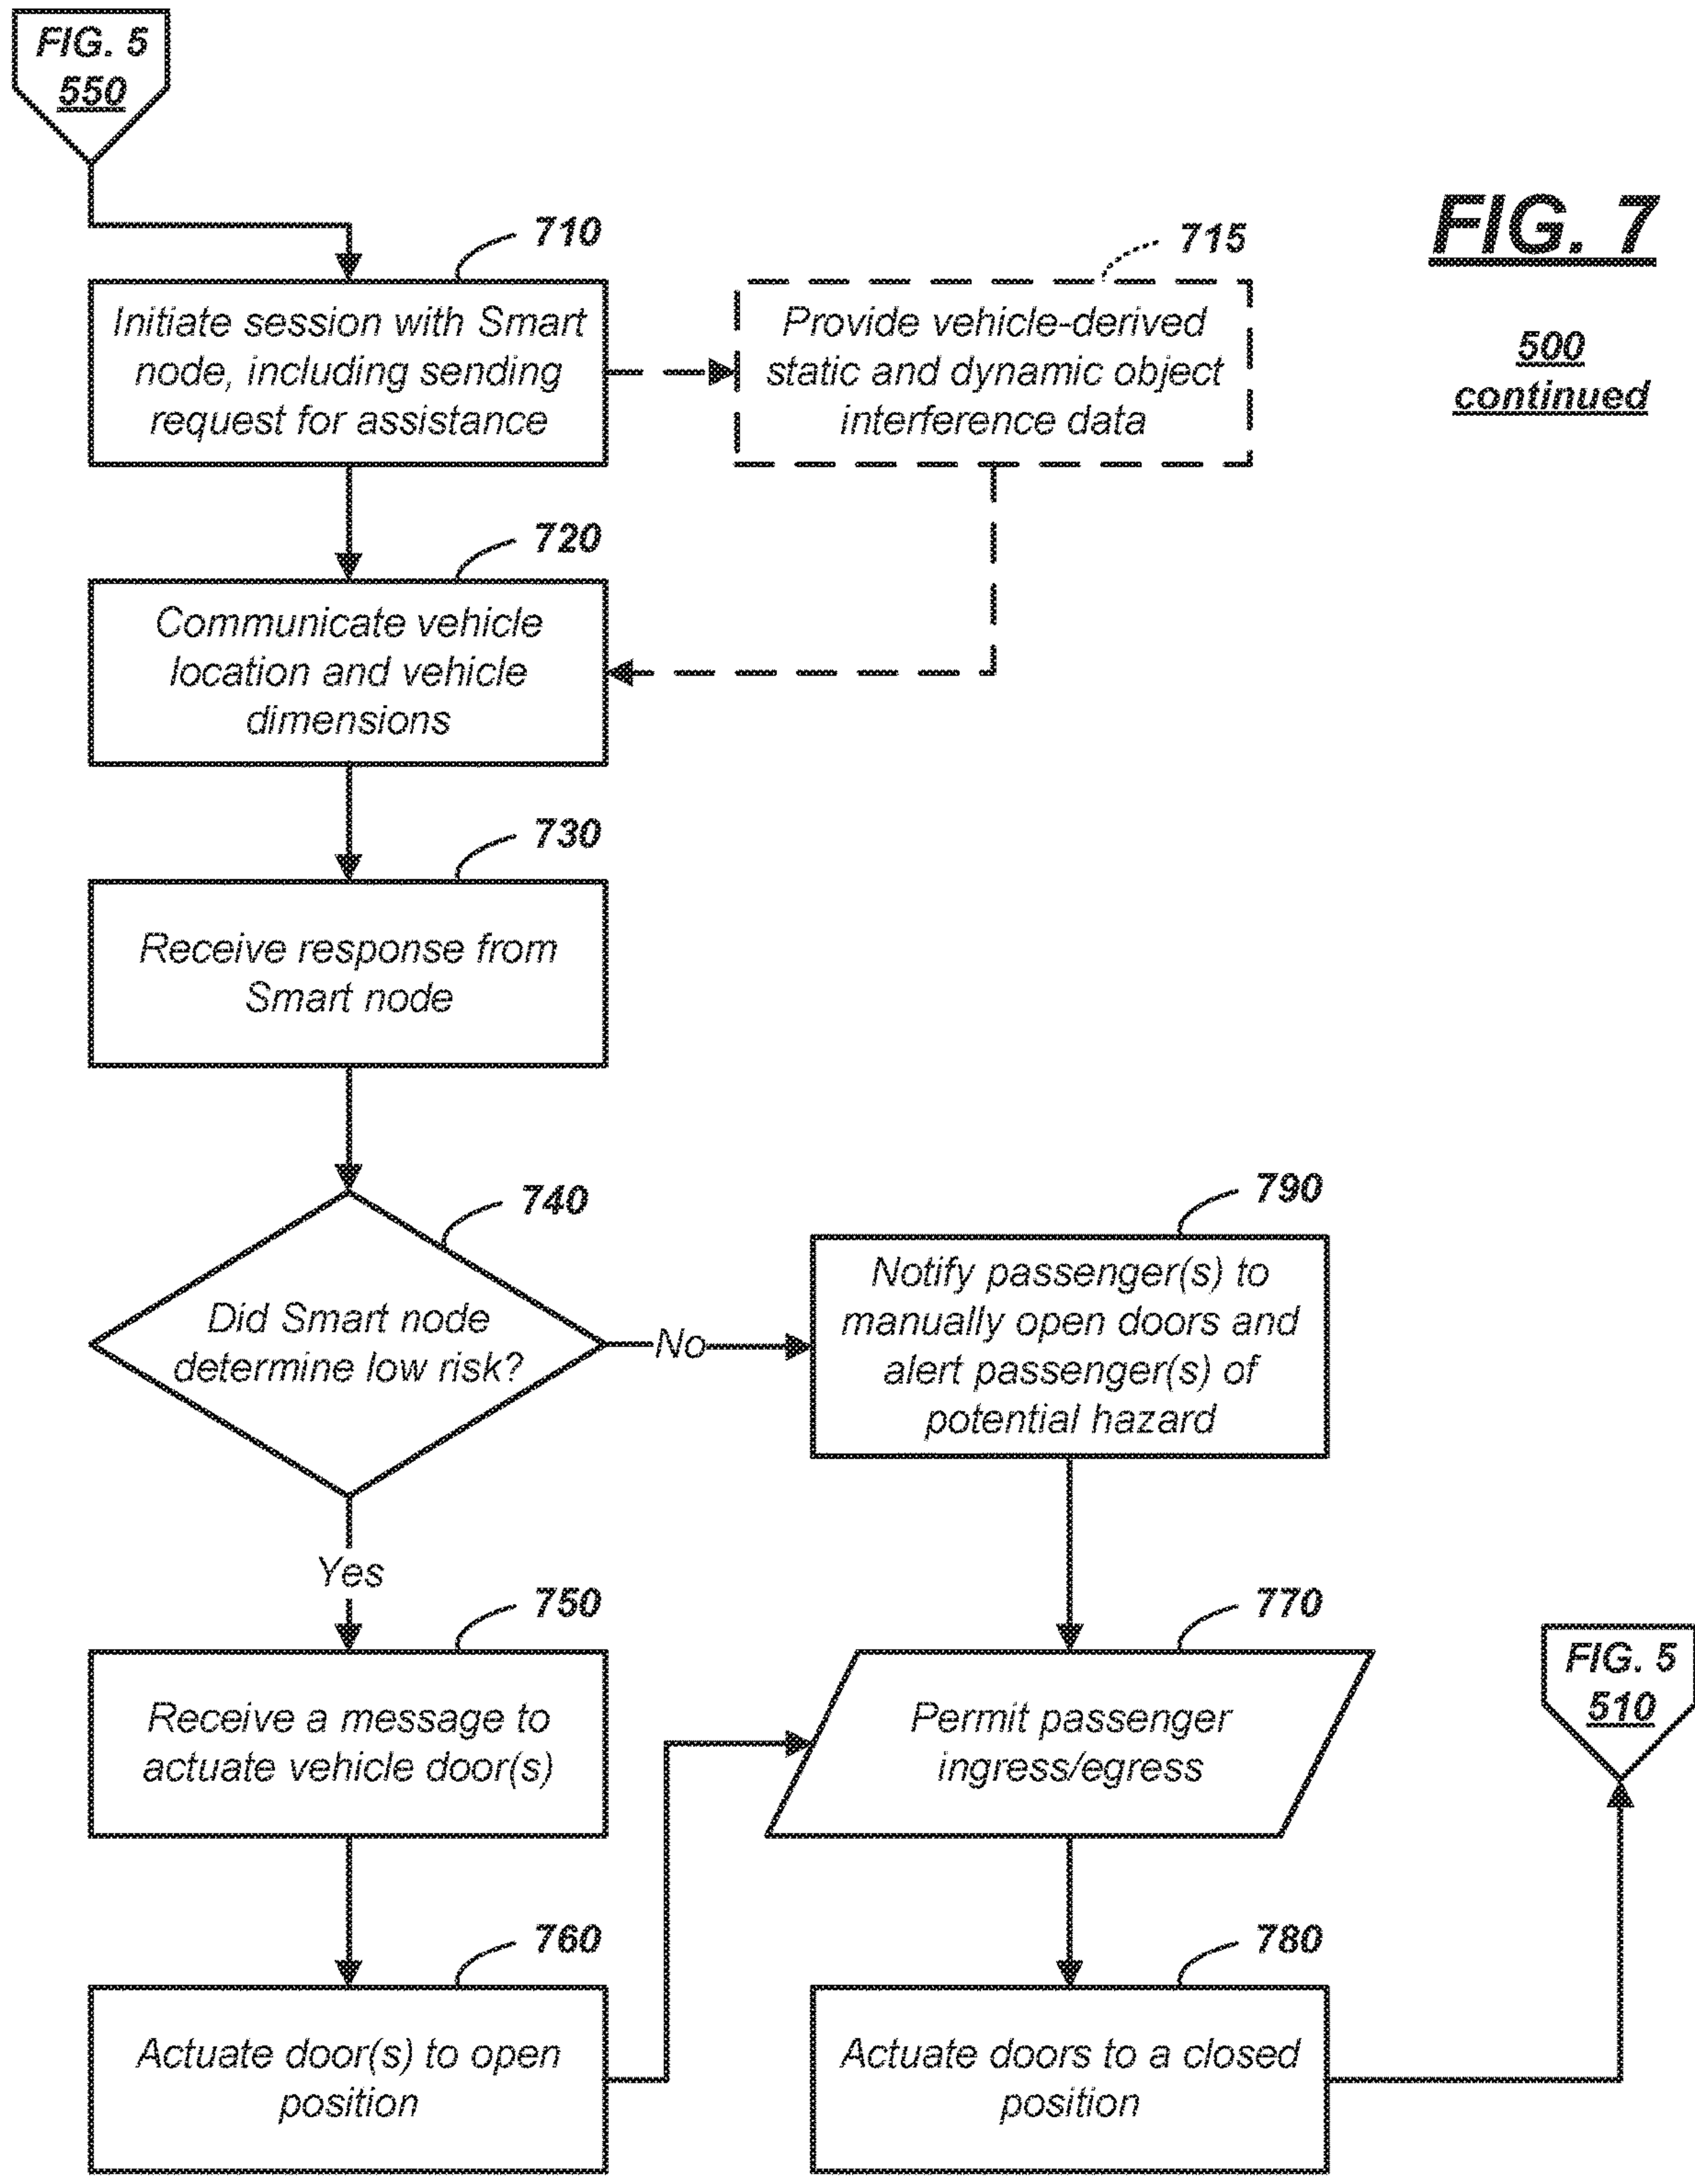 FIG. 5
550
FIG. 7
500
continued
710
Initiate session with Smart
node, including sending
request for assistance
715
Provide vehicle-derived
static and dynamic object
interference data
720
Communicate vehicle
location and vehicle
dimensions
730
Receive response from
Smart node
740
Did Smart node
determine low risk?
No
790
Notify passenger(s) to
manually open doors and
alert passenger(s) of
potential hazard
Yes
750
Receive a message to
actuate vehicle door(s)
770
Permit passenger
ingress/egress
FIG. 5
510
760
Actuate door(s) to open
position
780
Actuate doors to a closed
position